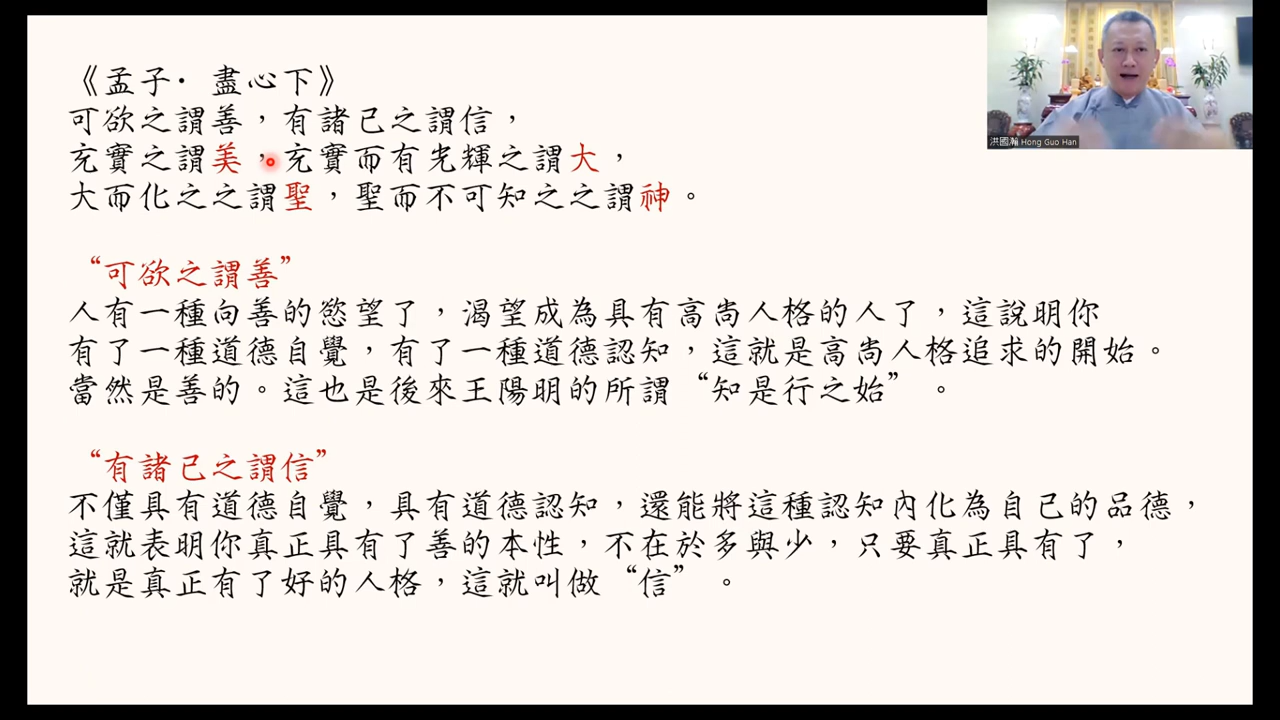 《孟子·盡心下》
可欲之謂善，有諸己之謂信，
充實之謂美，充實而有光輝之謂大，
大而化之之謂聖，聖而不可知之之謂神。
“可欲之謂善”
人有一種向善的慾望了，渴望成為具有高尚人格的人了，這說明你
有了一種道德自覺，有了一種道德認知，這就是高尚人格追求的開始。
當然是善的。這也是後來王陽明的所謂“知是行之始”。
“有諸己之謂信”
不僅具有道德自覺，具有道德認知，還能將這種認知內化為自己的品德，
這就表明你真正具有了善的本性，不在於多與少，只要真正具有了，
就是真正有了好的人格，這就叫做“信”。
洪國瀚 Hong Guo Han